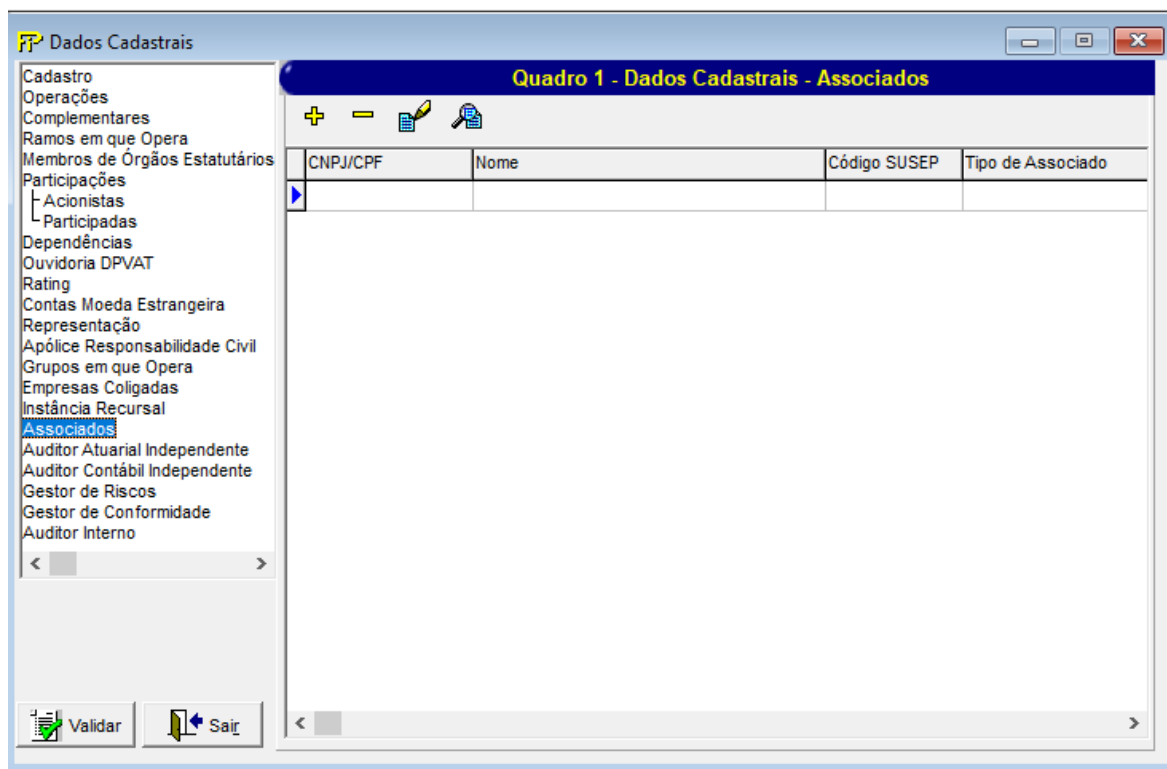 FIP Dados Cadastrais
Cadastro
Operações
Complementares
Ramos em que Opera
Membros de Órgãos Estatutários
Participações
Acionistas
Participadas
Dependências
Ouvidoria DPVAT
Rating
Contas Moeda Estrangeira
Representação
Apólice Responsabilidade Civil
Grupos em que Opera
Empresas Coligadas
Instância Recursal
Associados
Auditor Atuarial Independente
Auditor Contábil Independente
Gestor de Riscos
Gestor de Conformidade
Auditor Interno
Validar
Sair
Quadro 1 - Dados Cadastrais - Associados
CNPJ/CPF Nome Código SUSEP Tipo de Associado